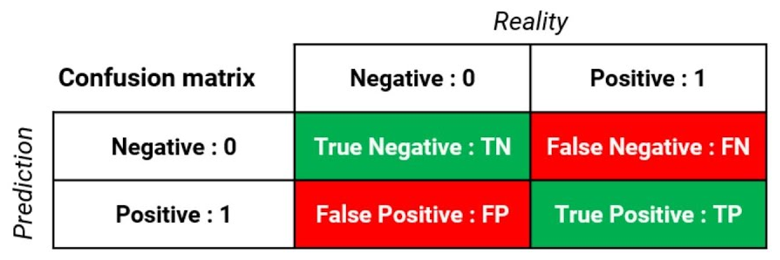 Reality
Confusion matrix Negative : 0 Positive : 1
Prediction
Negative : 0 True Negative : TN False Negative : FN
Positive : 1 False Positive : FP True Positive : TP